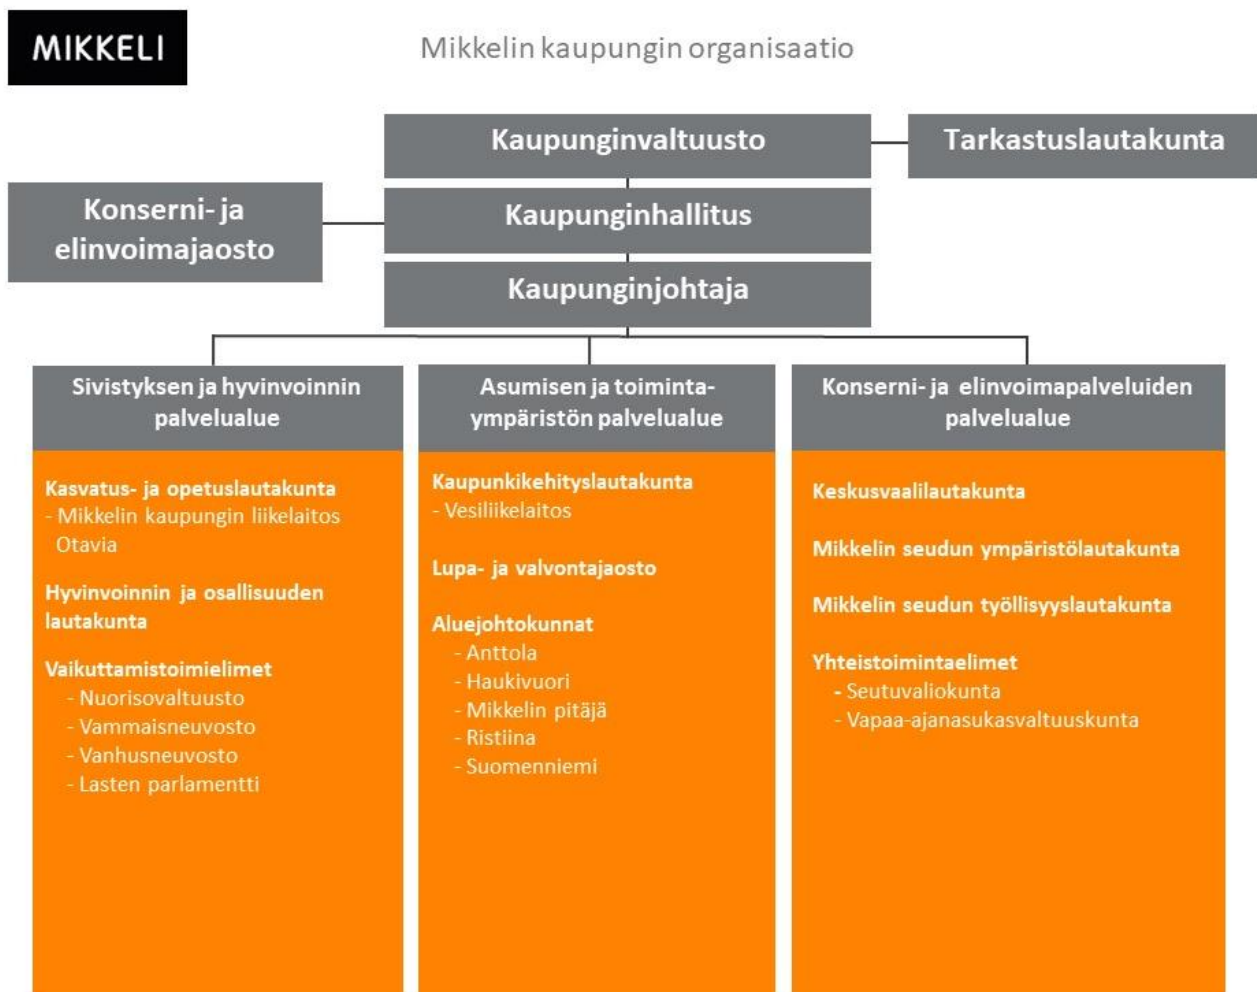 MIKKELI
Mikkelin kaupungin organisaatio
Kaupunginvaltuusto
Tarkastuslautakunta
Konserni- ja
elinvoimajaosto
Kaupunginhallitus
Kaupunginjohtaja
Sivistyksen ja hyvinvoinnin
palvelualue
Kasvatus- ja opetuslautakunta
- Mikkelin kaupungin liikelaitos
Otavia
Hyvinvoinnin ja osallisuuden
lautakunta
Vaikuttamistoimielimet
- Nuorisovaltuusto
- Vammaisneuvosto
- Vanhusneuvosto
- Lasten parlamentti
Asumisen ja toiminta-
ympäristön palvelualue
Kaupunkikehityslautakunta
- Vesiliikelaitos
Lupa- ja valvontajaosto
Aluejohtokunnat
- Anttola
- Haukivuori
- Mikkelin pitäjä
- Ristiina
- Suomenniemi
Konserni- ja elinvoimapalveluiden
palvelualue
Keskusvaalilautakunta
Mikkelin seudun ympäristölautakunta
Mikkelin seudun työllisyyslautakunta
Yhteistoimintaelimet
- Seutuvaliokunta
- Vapaa-ajanasukasvaltuuskunta